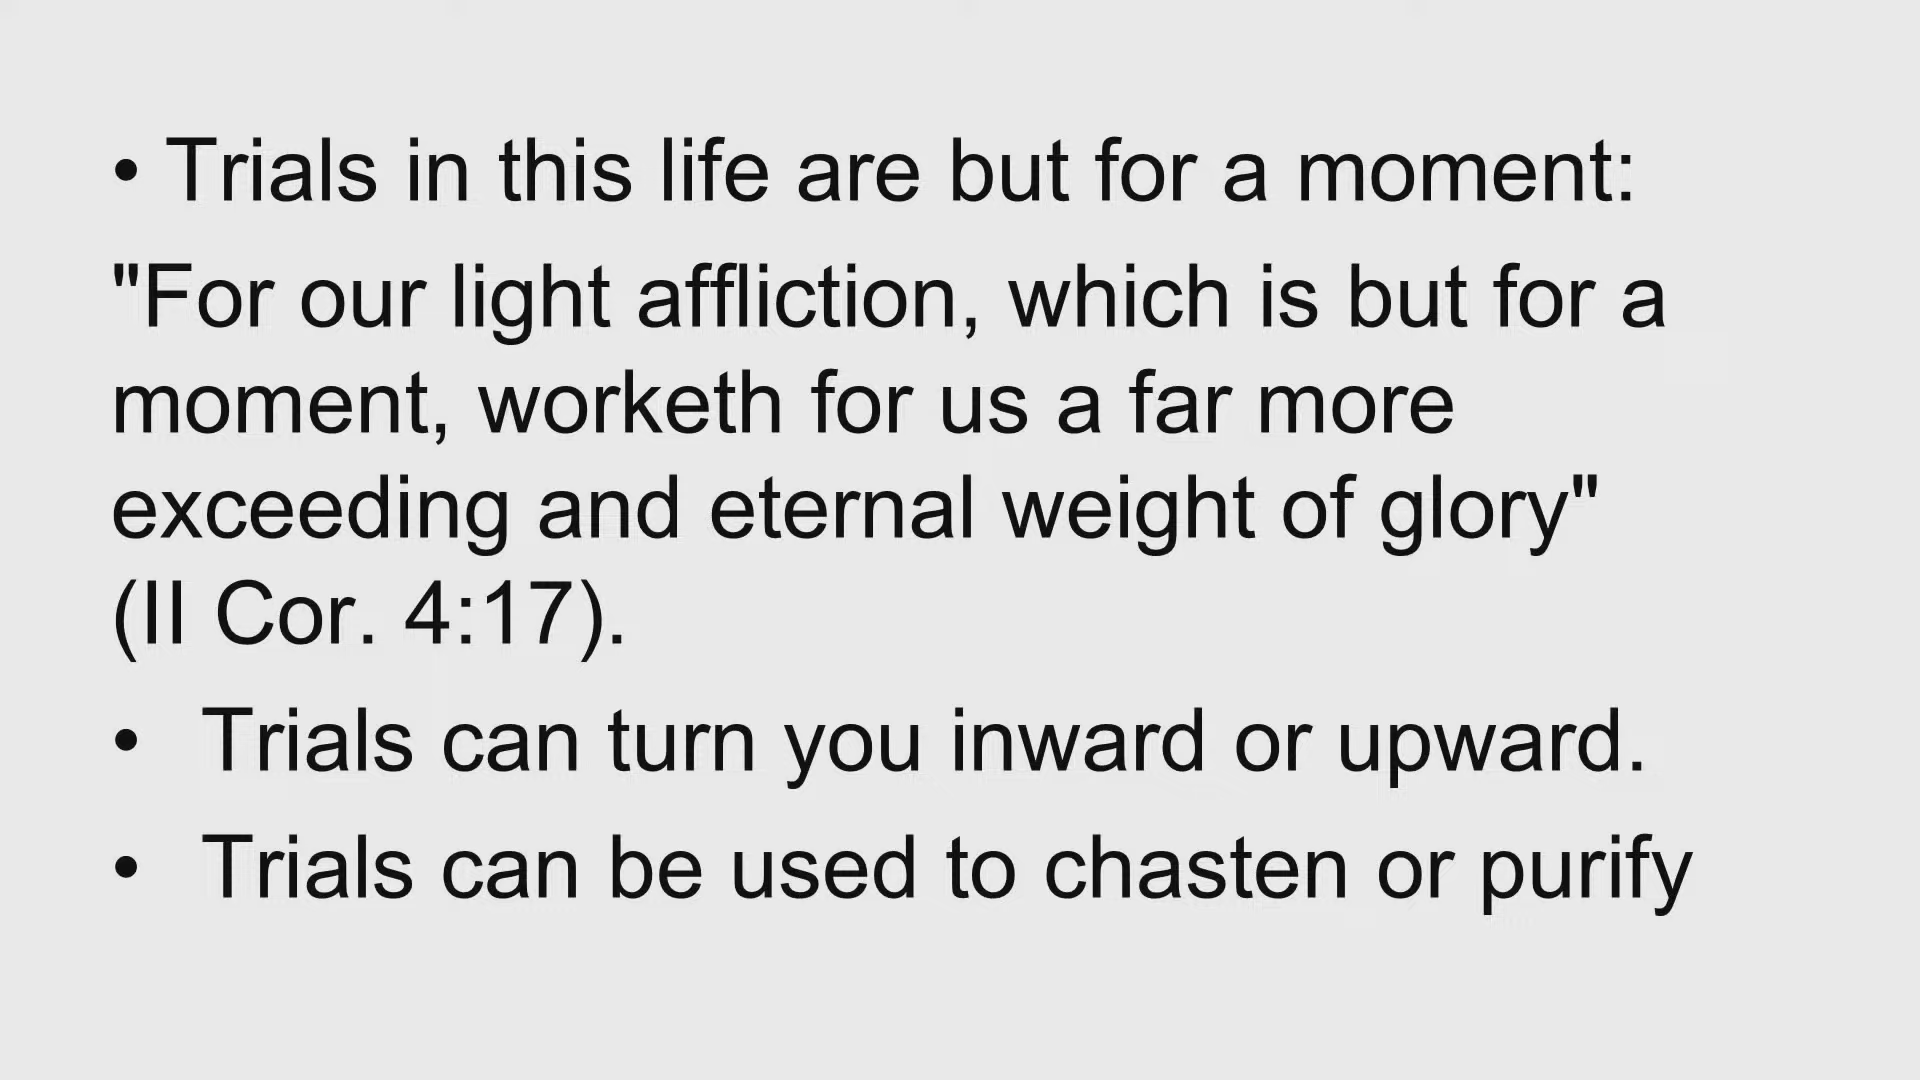 • Trials in this life are but for a moment:
"For our light affliction, which is but for a
moment, worketh for us a far more
exceeding and eternal weight of glory"
(II Cor. 4:17).
• Trials can turn you inward or upward.
• Trials can be used to chasten or purify